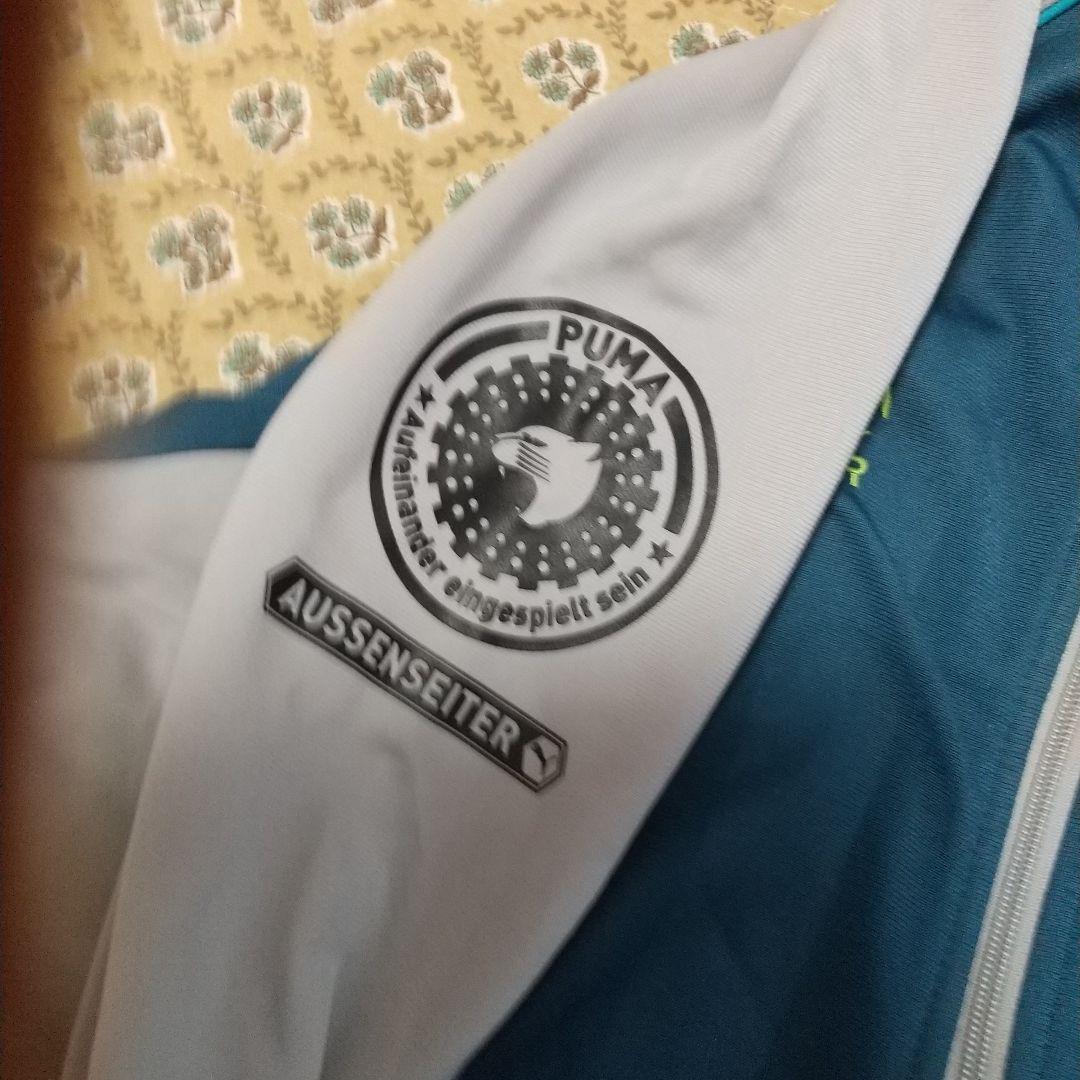 PUMA
Aufeinander eingespielt sein
AUSSENSEITER